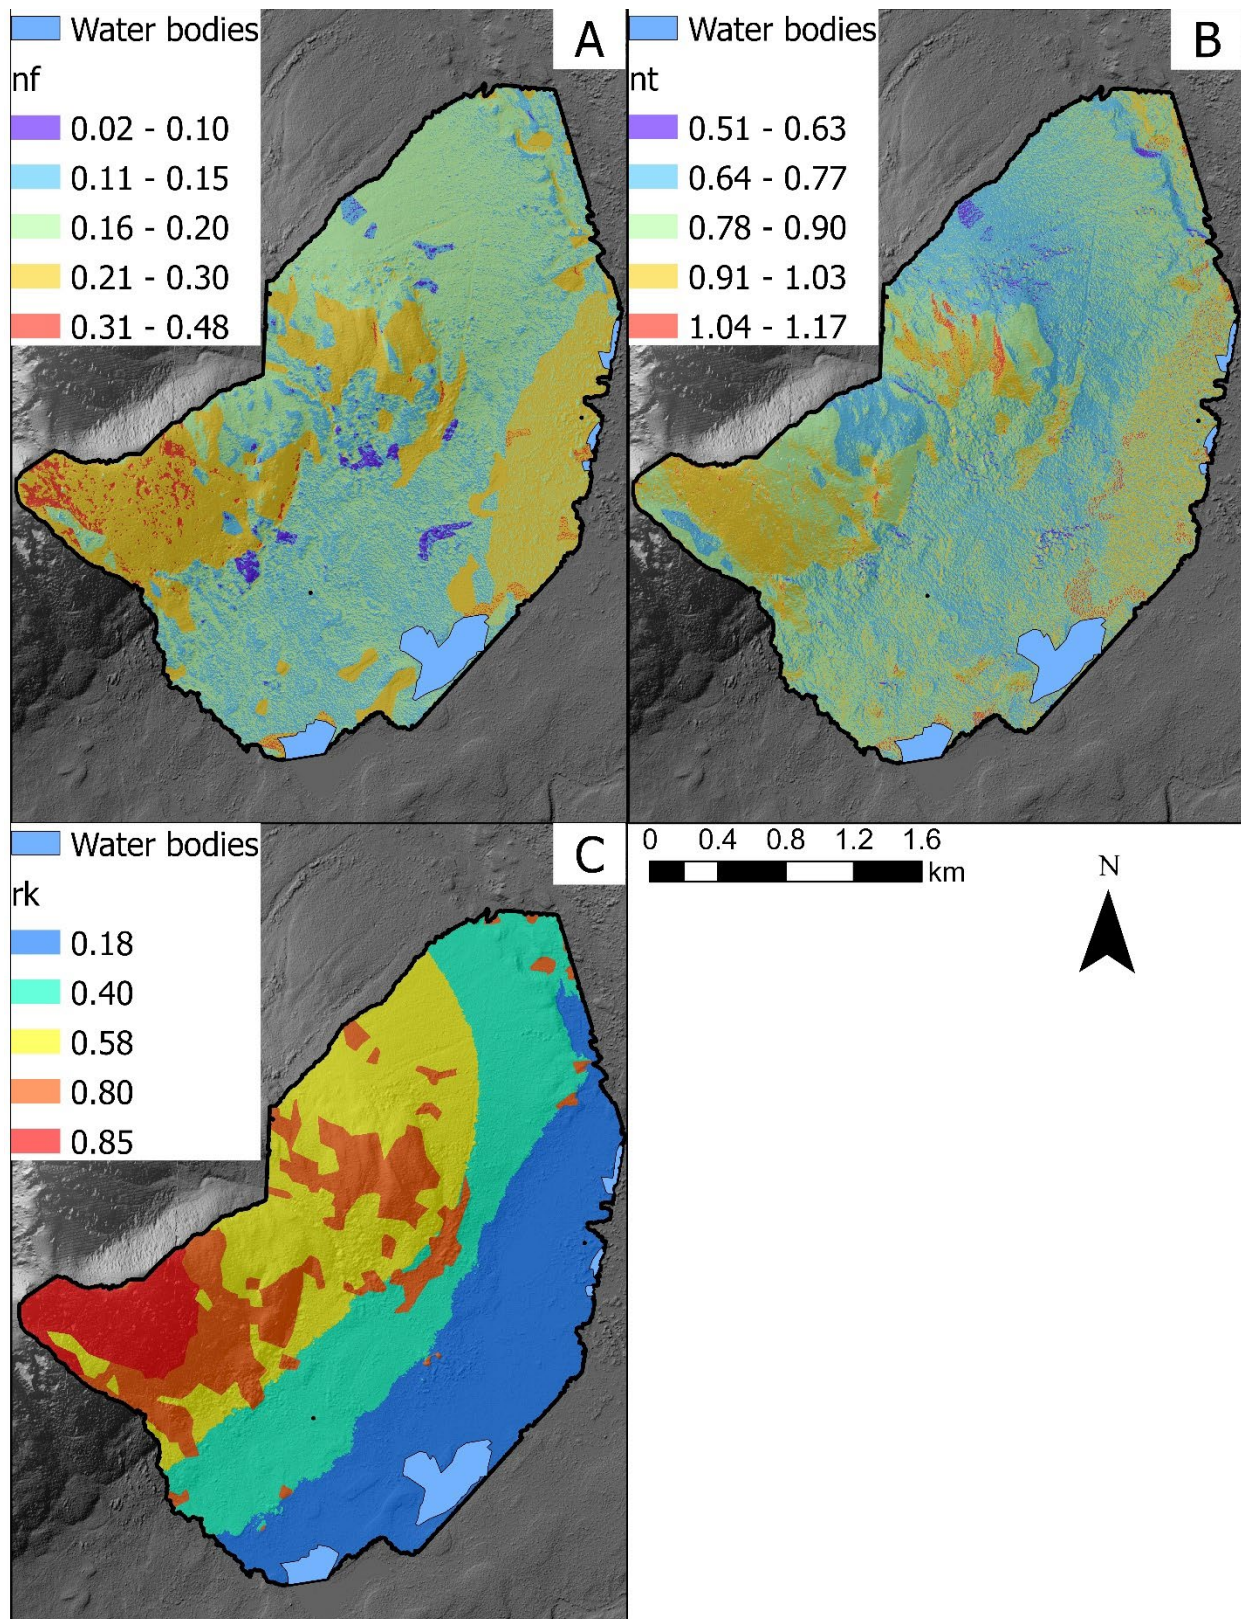 Water bodies
A
nf
0.02 - 0.10
0.11 - 0.15
0.16 - 0.20
0.21 - 0.30
0.31 - 0.48
Water bodies
B
nt
0.51 - 0.63
0.64 - 0.77
0.78 - 0.90
0.91 - 1.03
1.04 - 1.17
Water bodies
C
rk
0.18
0.40
0.58
0.80
0.85
0 0.4 0.8 1.2 1.6
km
N